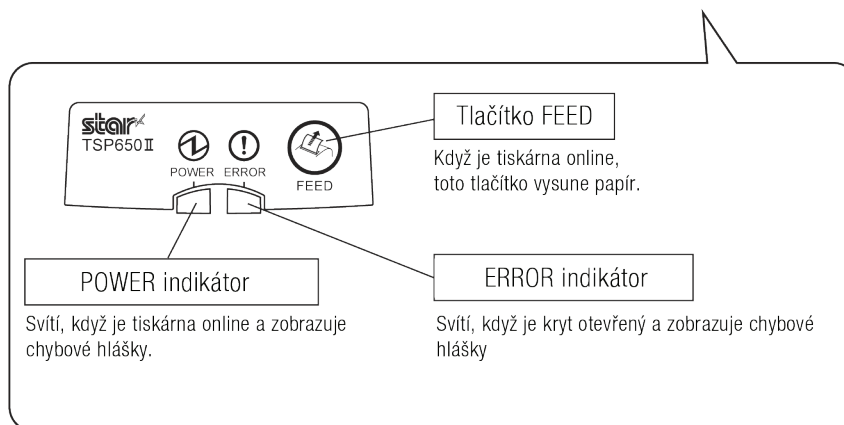 star
TSP650II
POWER ERROR
FEED
Tlačítko FEED
Když je tiskárna online,
toto tlačítko vysune papír.
POWER indikátor
Svítí, když je tiskárna online a zobrazuje
chybové hlášky.
ERROR indikátor
Svítí, když je kryt otevřený a zobrazuje chybové
hlášky